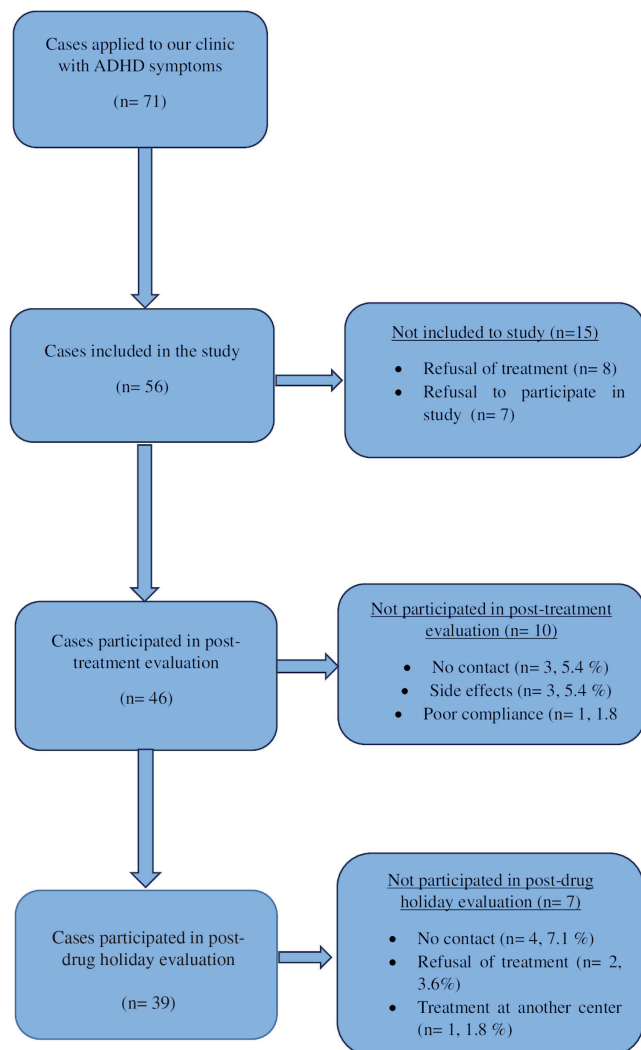 Cases applied to our clinic
with ADHD symptoms
(n= 71)
Cases included in the study
(n= 56)
Not included to study (n=15)
• Refusal of treatment (n= 8)
• Refusal to participate in
study (n= 7)
Cases participated in post-
treatment evaluation
(n= 46)
Not participated in post-treatment
evaluation (n= 10)
• No contact (n= 3, 5.4 %)
• Side effects (n= 3, 5.4 %)
• Poor compliance (n= 1, 1.8
Cases participated in post-
drug holiday evaluation
(n= 39)
Not participated in post-drug
holiday evaluation (n= 7)
• No contact (n= 4, 7.1 %)
• Refusal of treatment (n= 2,
3.6%)
• Treatment at another center
(n= 1, 1.8 %)